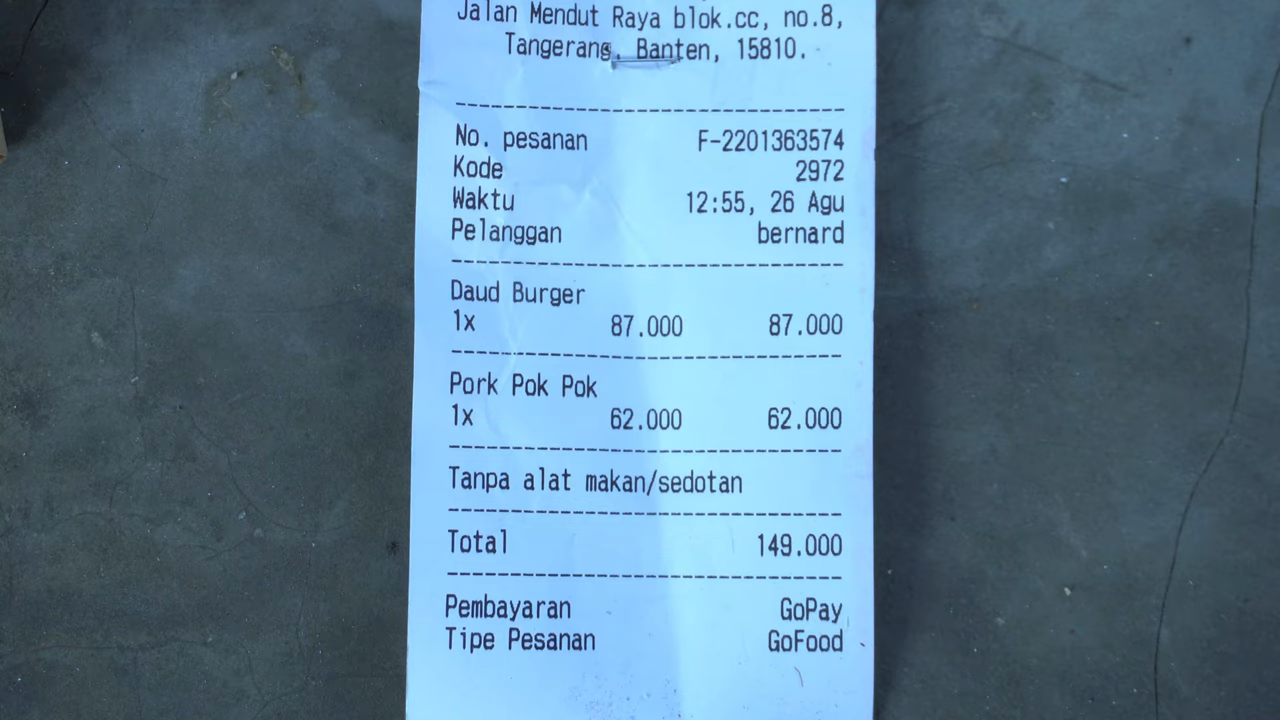 Jalan Mendut Raya blok.cc, no.8,
Tangerang, Banten, 15810.
No. pesanan F-2201363574
Kode 2972
Waktu 12:55, 26 Agu
Pelanggan bernard
Daud Burger
1x 87.000 87.000
Pork Pok Pok
1x 62.000 62.000
Tanpa alat makan/sedotan
Total 149.000
Pembayaran GoPay
Tipe Pesanan GoFood